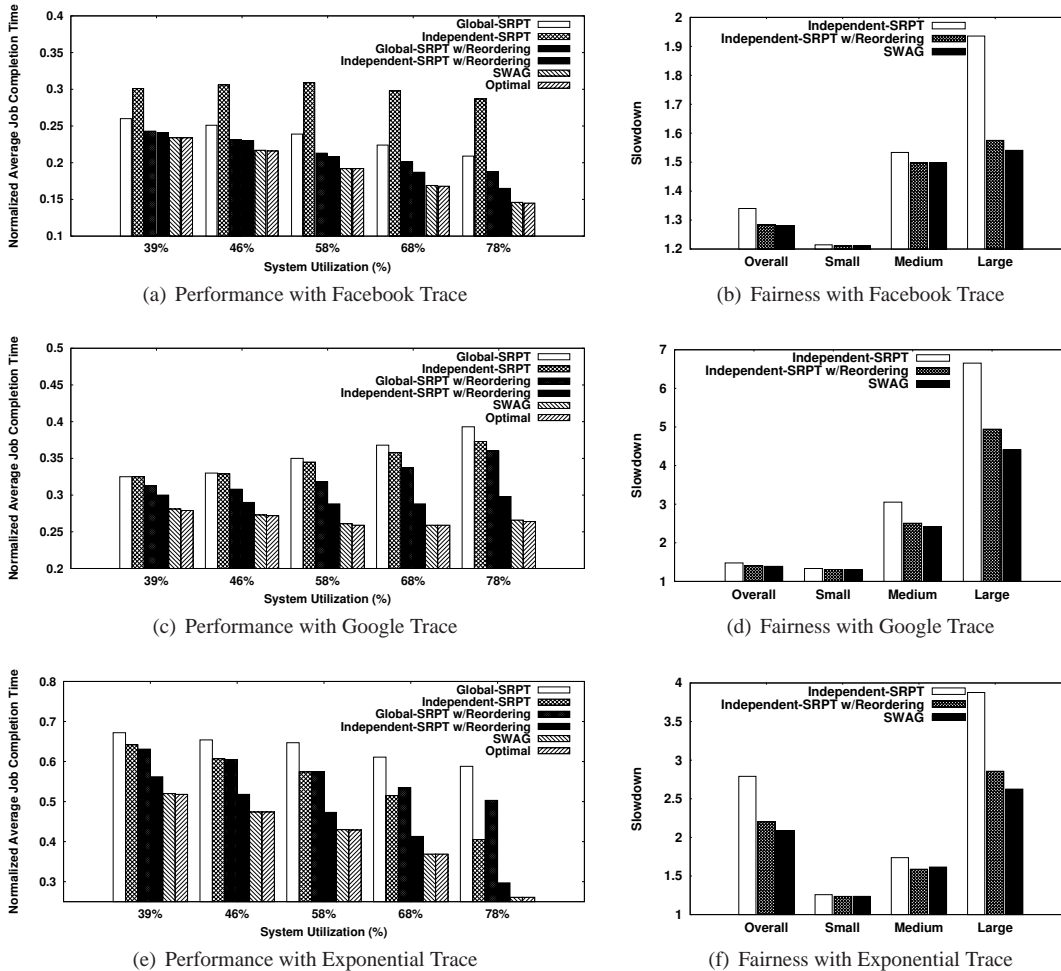 Normalized Average Job Completion Time
0.4
0.35
0.3
0.25
0.2
0.15
0.1
39%
46%
58%
68%
78%
System Utilization (%)
Global-SRPT
Independent-SRPT
Global-SRPT w/Reordering
Independent-SRPT w/Reordering
SWAG
Optimal
(a) Performance with Facebook Trace
Slowdown
2
1.9
1.8
1.7
1.6
1.5
1.4
1.3
1.2
Overall
Small
Medium
Large
Independent-SRPT
Independent-SRPT w/Reordering
SWAG
(b) Fairness with Facebook Trace
Normalized Average Job Completion Time
0.5
0.45
0.4
0.35
0.3
0.25
0.2
39%
46%
58%
68%
78%
System Utilization (%)
Global-SRPT
Independent-SRPT
Global-SRPT w/Reordering
Independent-SRPT w/Reordering
SWAG
Optimal
(c) Performance with Google Trace
Slowdown
7
6
5
4
3
2
1
Overall
Small
Medium
Large
Independent-SRPT
Independent-SRPT w/Reordering
SWAG
(d) Fairness with Google Trace
Normalized Average Job Completion Time
0.8
0.7
0.6
0.5
0.4
0.3
39%
46%
58%
68%
78%
System Utilization (%)
Global-SRPT
Independent-SRPT
Global-SRPT w/Reordering
Independent-SRPT w/Reordering
SWAG
Optimal
(e) Performance with Exponential Trace
Slowdown
4
3.5
3
2.5
2
1.5
1
Overall
Small
Medium
Large
Independent-SRPT
Independent-SRPT w/Reordering
SWAG
(f) Fairness with Exponential Trace